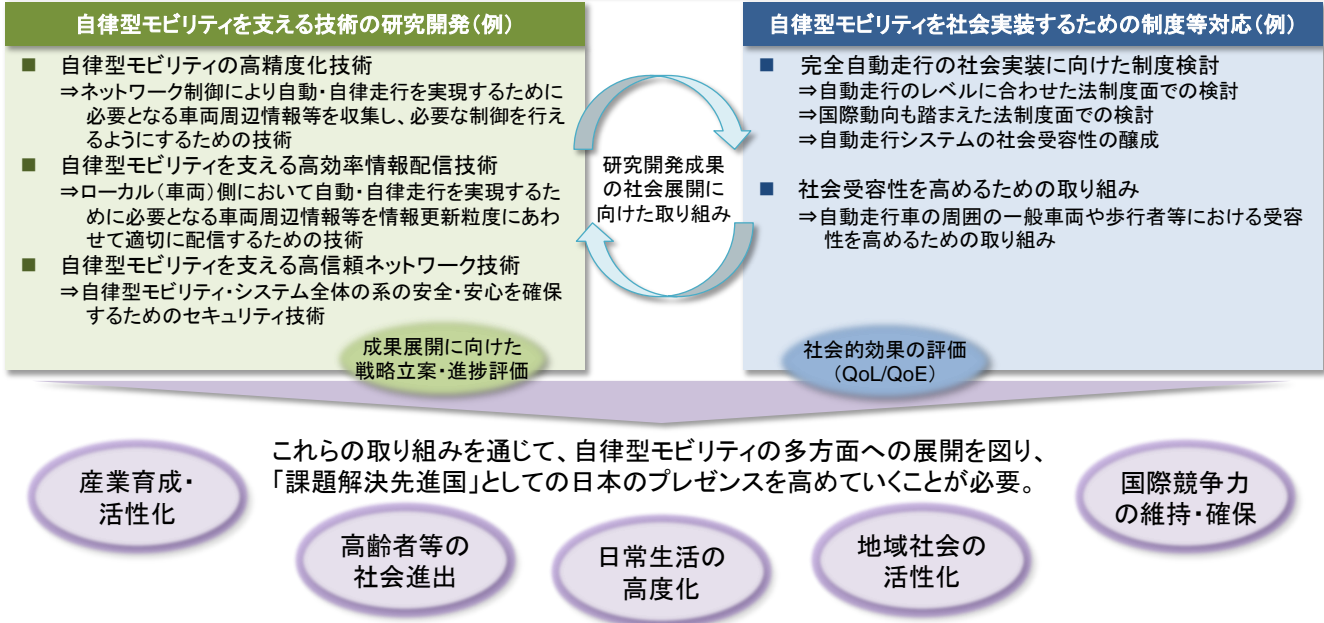 自律型モビリティを支える技術の研究開発(例)
■ 自律型モビリティの高精度化技術
⇒ネットワーク制御により自動・自律走行を実現するために
必要となる車両周辺情報等を収集し、必要な制御を行え
るようにするための技術
■ 自律型モビリティを支える高効率情報配信技術
⇒ローカル(車両)側において自動・自律走行を実現するた
めに必要となる車両周辺情報等を情報更新粒度にあわ
せて適切に配信するための技術
■ 自律型モビリティを支える高信頼ネットワーク技術
⇒自律型モビリティ・システム全体の系の安全・安心を確保
するためのセキュリティ技術
成果展開に向けた
戦略立案・進捗評価
研究開発成果
の社会展開に
向けた取り組み
自律型モビリティを社会実装するための制度等対応(例)
■ 完全自動走行の社会実装に向けた制度検討
⇒自動走行のレベルに合わせた法制度面での検討
⇒国際動向も踏まえた法制度面での検討
⇒自動走行システムの社会受容性の醸成
■ 社会受容性を高めるための取り組み
⇒自動走行車の周囲の一般車両や歩行者等における受容
性を高めるための取り組み
社会的効果の評価
(QoL/QoE)
これらの取り組みを通じて、自律型モビリティの多方面への展開を図り、
「課題解決先進国」としての日本のプレゼンスを高めていくことが必要。
産業育成・
活性化
高齢者等の
社会進出
日常生活の
高度化
地域社会の
活性化
国際競争力
の維持・確保